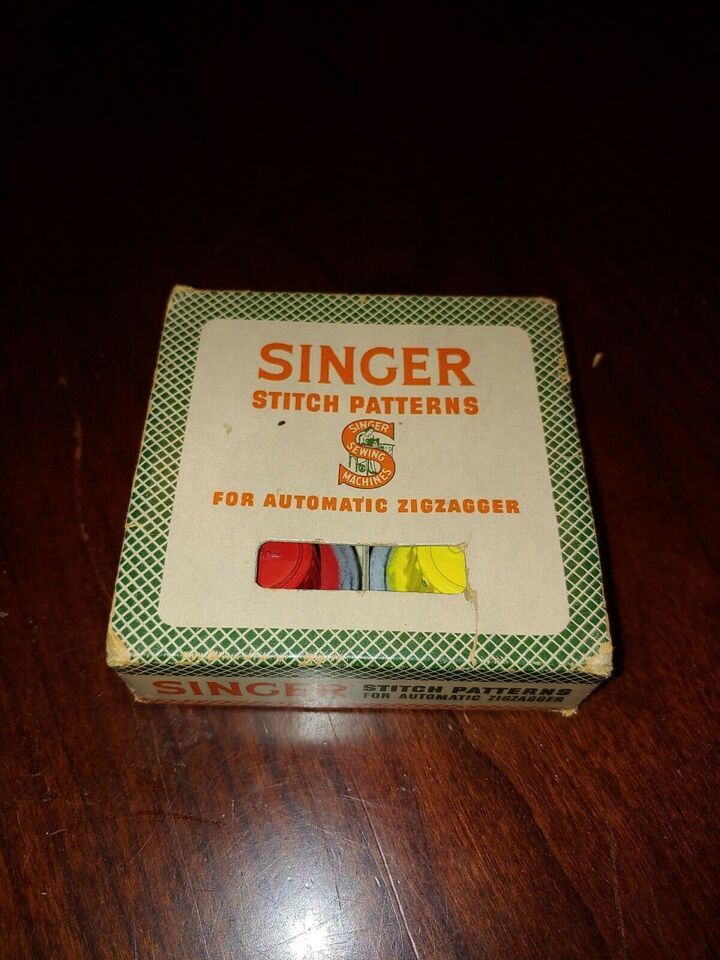 SINGER
STITCH PATTERNS
SINGER
SEWING
MACHINES
FOR AUTOMATIC ZIGZAGGER
SINGER STITCH PATTERNS
FOR AUTOMATIC ZIGZAGGER